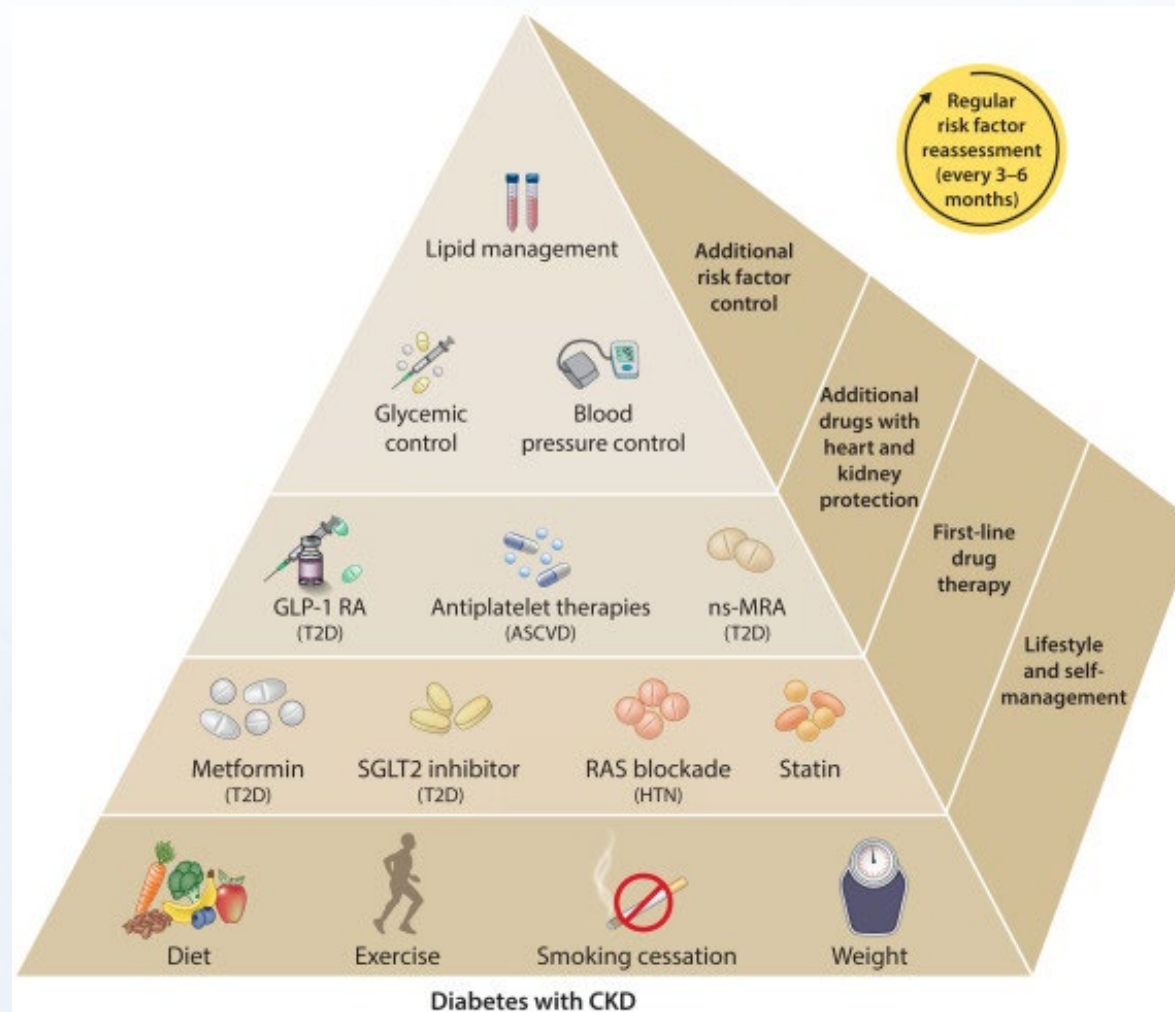 Regular
risk factor
reassessment
(every 3–6
months)
Lipid management
Additional
risk factor
control
Glycemic
control
Blood
pressure control
Additional
drugs with
heart and
kidney
protection
GLP-1 RA
(T2D)
Antiplatelet therapies
(ASCVD)
ns-MRA
(T2D)
First-line
drug
therapy
Metformin
(T2D)
SGLT2 inhibitor
(T2D)
RAS blockade
(HTN)
Statin
Lifestyle
and self-
management
Diet
Exercise
Smoking cessation
Weight
Diabetes with CKD